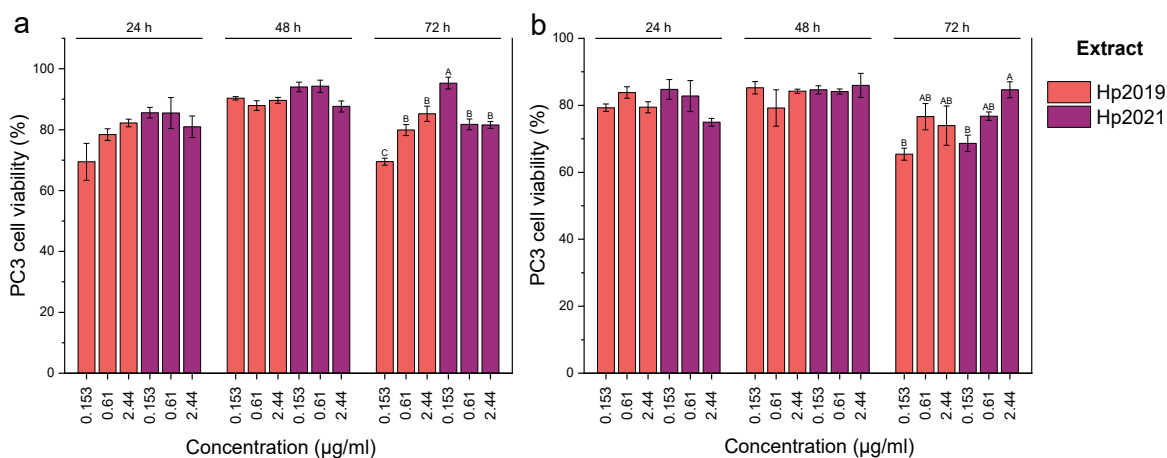 a
24 h 48 h 72 h
PC3 cell viability (%)
100
80
60
40
20
0
C B B A B B
0.153 0.61 2.44 0.153 0.61 2.44 0.153 0.61 2.44 0.153 0.61 2.44 0.153 0.61 2.44 0.153 0.61 2.44
Concentration (µg/ml)
b
24 h 48 h 72 h
PC3 cell viability (%)
100
80
60
40
20
0
B AB AB B AB A
0.153 0.61 2.44 0.153 0.61 2.44 0.153 0.61 2.44 0.153 0.61 2.44 0.153 0.61 2.44 0.153 0.61 2.44
Concentration (µg/ml)
Extract
Hp2019
Hp2021